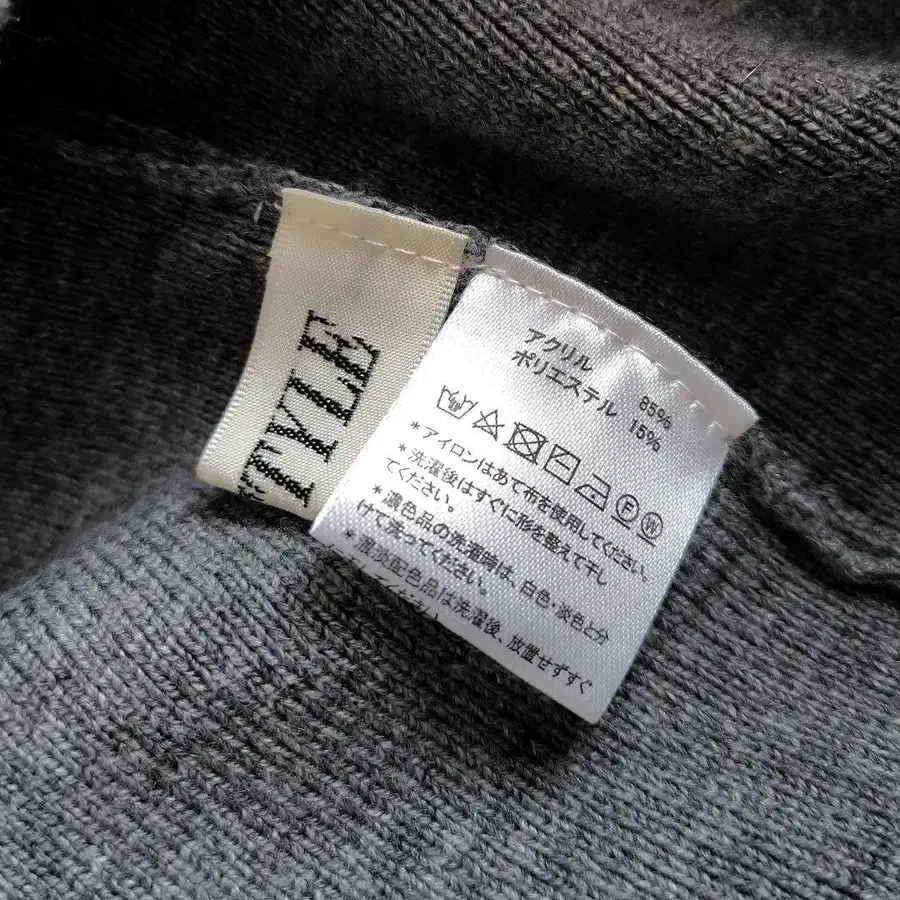 STYLE
アクリル 85%
ポリエステル 15%
F W
*アイロンはあて布を使用してください。
*洗濯後はすぐに形を整えて干し
てください。
*濃色品の洗濯時は、白色・淡色と分
けて洗ってください。
*濃淡配色品は洗濯後、放置せずすぐ